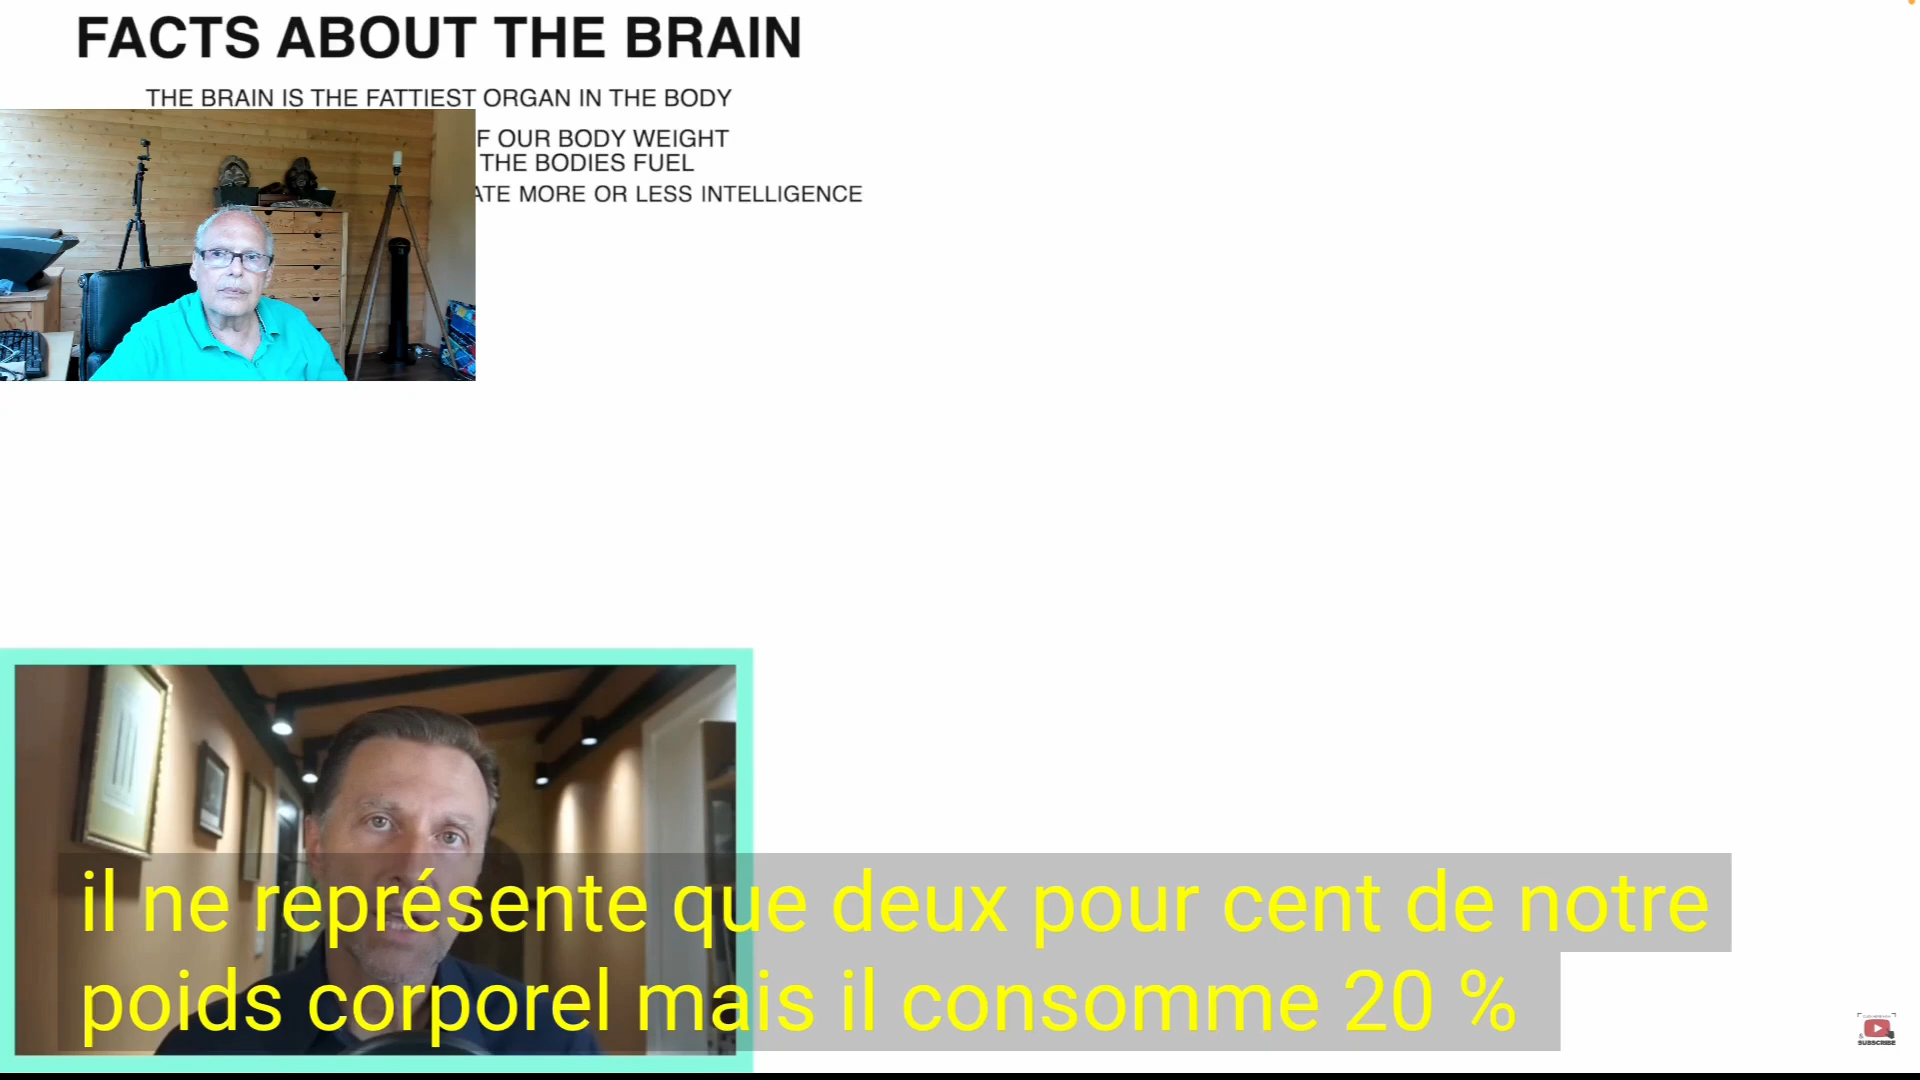 FACTS ABOUT THE BRAIN
THE BRAIN IS THE FATTIEST ORGAN IN THE BODY
F OUR BODY WEIGHT
THE BODIES FUEL
ATE MORE OR LESS INTELLIGENCE
il ne représente que deux pour cent de notre
poids corporel mais il consomme 20 %
SUBSCRIBE